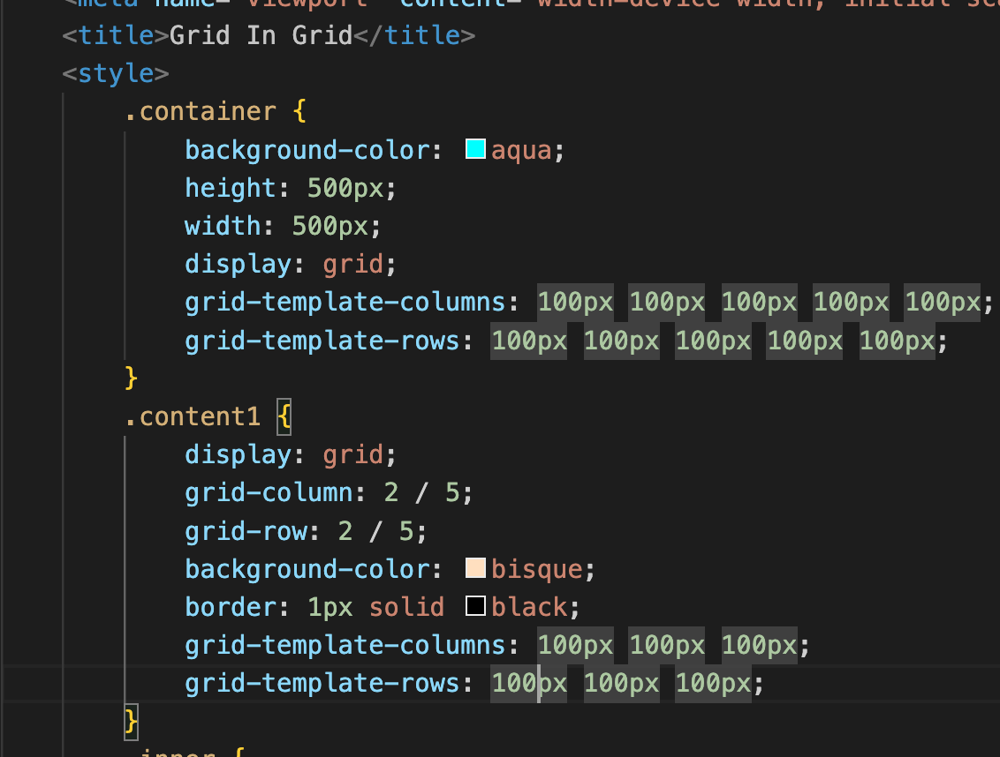 <meta name="viewport" content="width=device-width, initial
<title>Grid In Grid</title>
<style>
.container {
background-color: aqua;
height: 500px;
width: 500px;
display: grid;
grid-template-columns: 100px 100px 100px 100px 100px;
grid-template-rows: 100px 100px 100px 100px 100px;
}
.content1 {
display: grid;
grid-column: 2 / 5;
grid-row: 2 / 5;
background-color: bisque;
border: 1px solid black;
grid-template-columns: 100px 100px 100px;
grid-template-rows: 100px 100px 100px;
}
.inner {